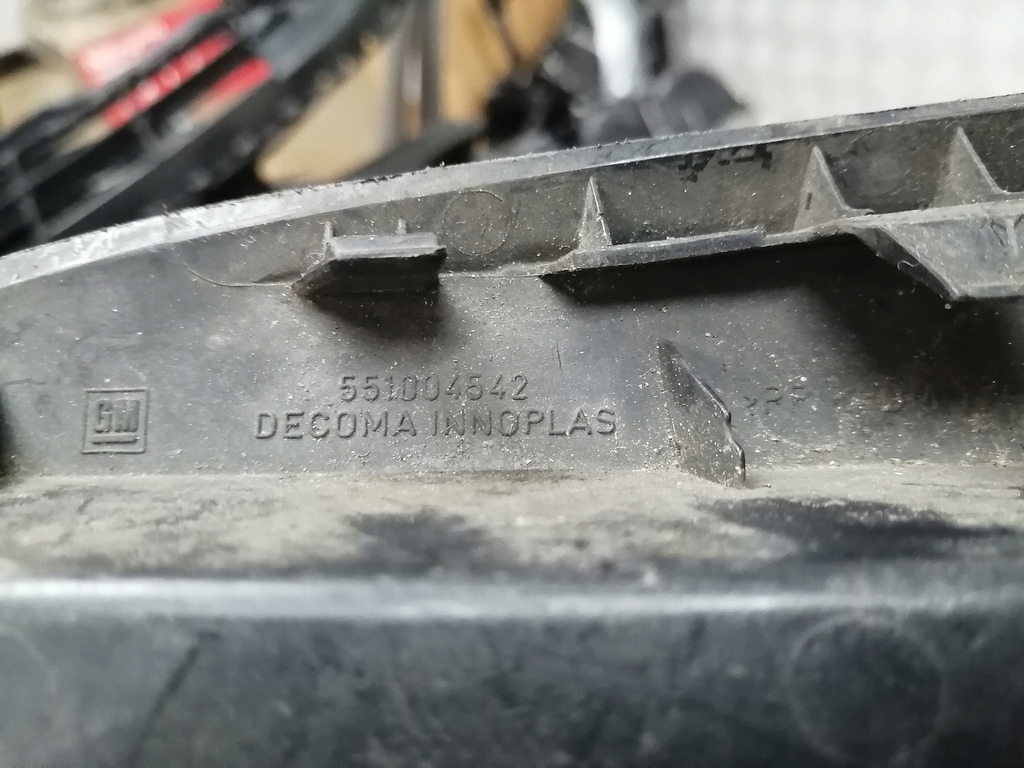 GM
551004542
DECOMA INNOPLAS